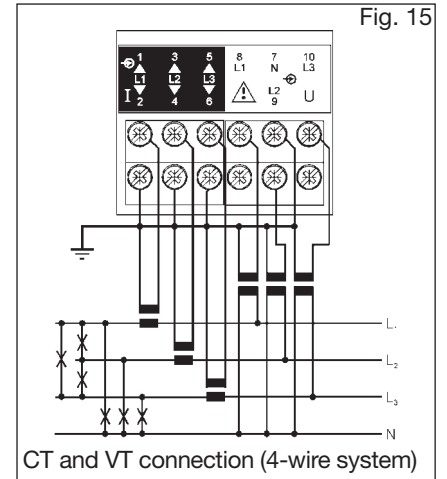 Fig. 15
1 3 5 8 7 10
L1 N L3
L1 L2 L3
I L2 U
2 4 6 9
L.
L₂
L₃
N
CT and VT connection (4-wire system)